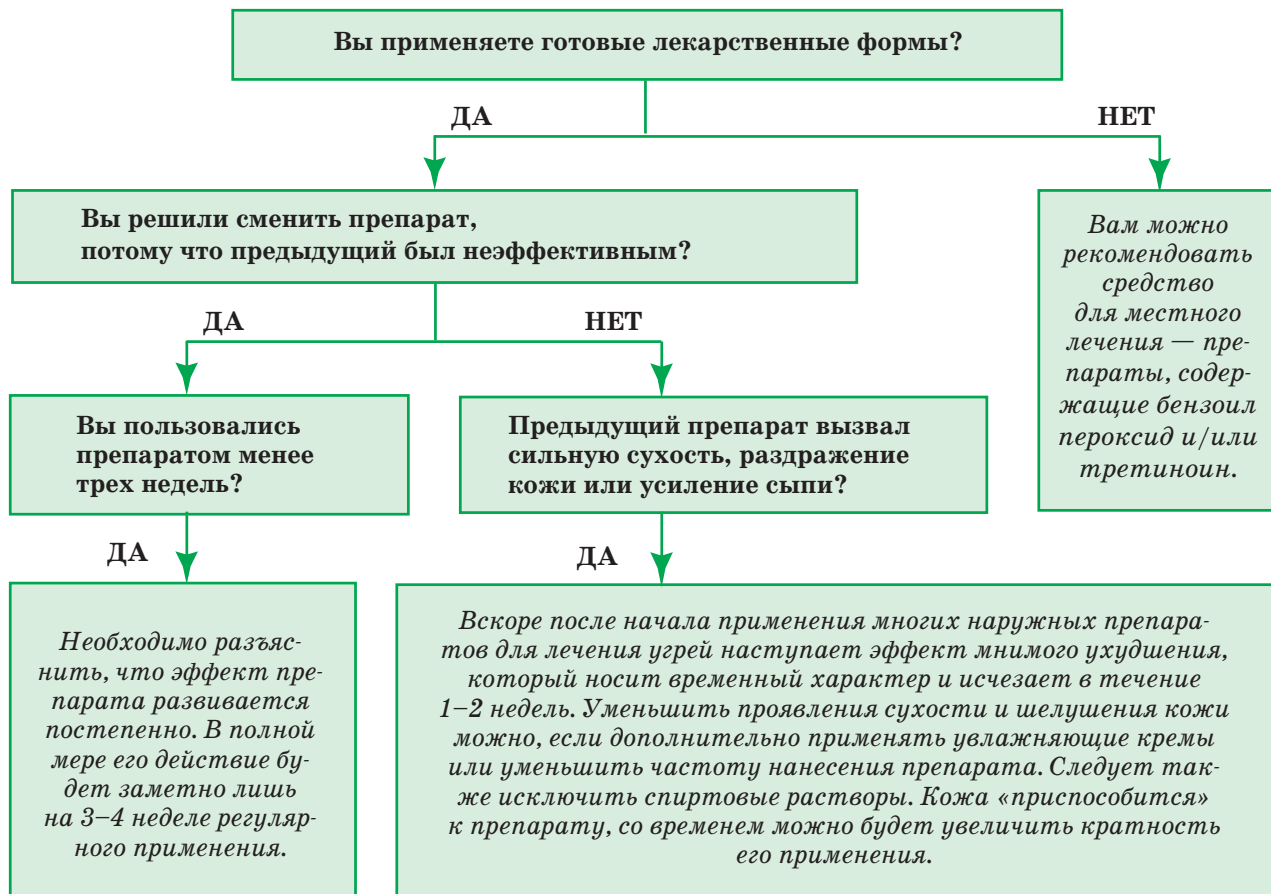 Вы применяете готовые лекарственные формы?
ДА
НЕТ
Вы решили сменить препарат,
потому что предыдущий был неэффективным?
Вам можно
рекомендовать
средство
для местного
лечения — пре-
параты, содер-
жащие бензоил
пероксид и/или
третиноин.
ДА
НЕТ
Вы пользовались
препаратом менее
трех недель?
Предыдущий препарат вызвал
сильную сухость, раздражение
кожи или усиление сыпи?
ДА
ДА
Необходимо разъяс-
нить, что эффект пре-
парата развивается
постепенно. В полной
мере его действие бу-
дет заметно лишь
на 3–4 неделе регуляр-
ного применения.
Вскоре после начала применения многих наружных препара-
тов для лечения угрей наступает эффект мнимого ухудшения,
который носит временный характер и исчезает в течение
1–2 недель. Уменьшить проявления сухости и шелушения кожи
можно, если дополнительно применять увлажняющие кремы
или уменьшить частоту нанесения препарата. Следует так-
же исключить спиртовые растворы. Кожа «приспособится»
к препарату, со временем можно будет увеличить кратность
его применения.